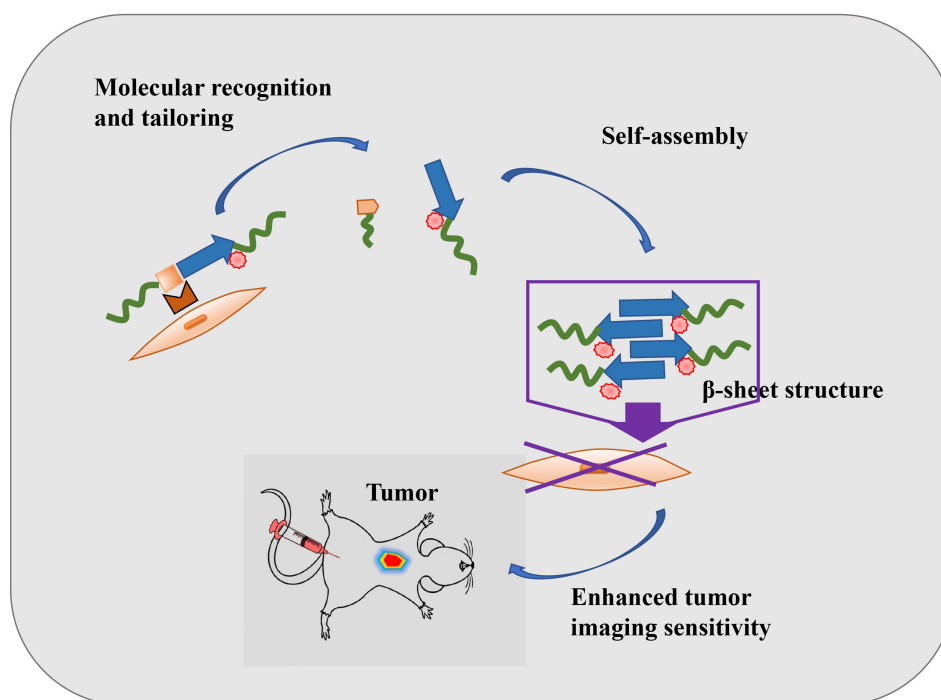 Molecular recognition
and tailoring
Self-assembly
β-sheet structure
Tumor
Enhanced tumor
imaging sensitivity